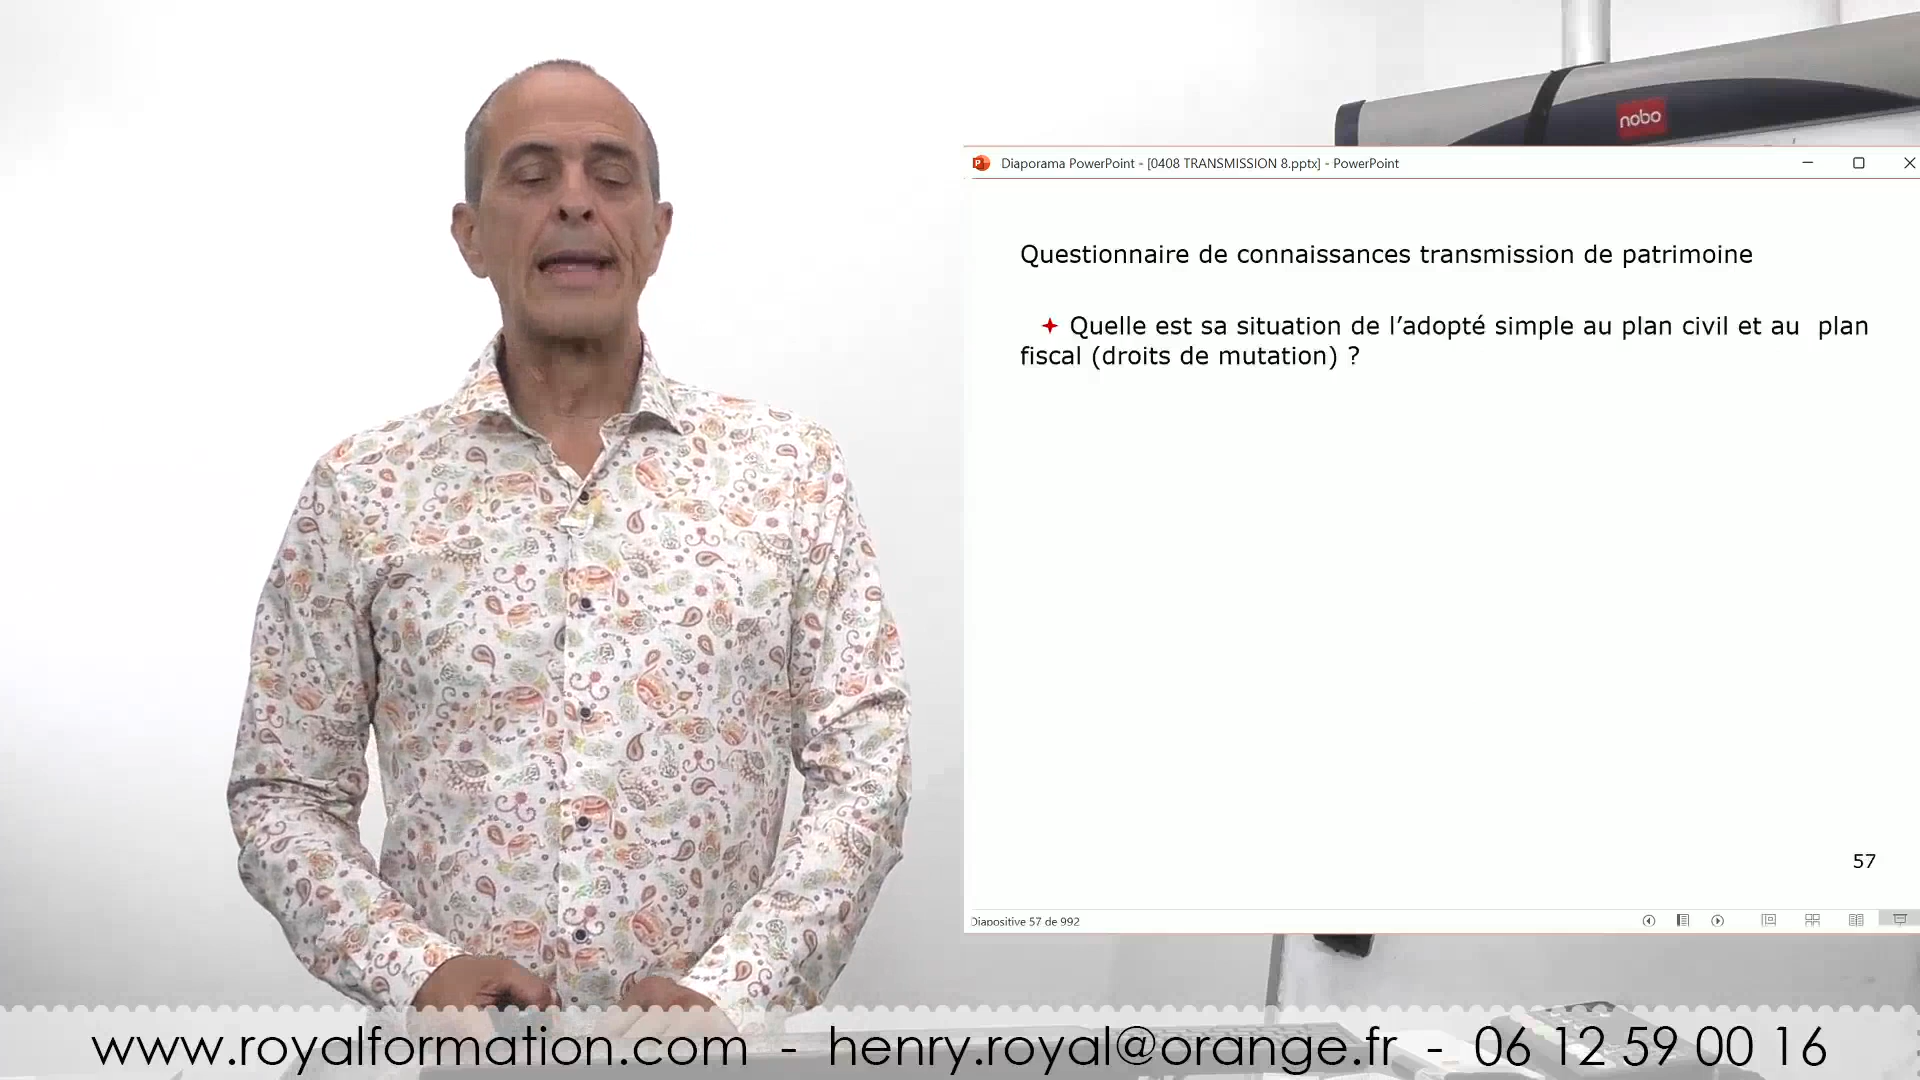 nobo
Diaporama PowerPoint - [0408 TRANSMISSION 8.pptx] - PowerPoint
Questionnaire de connaissances transmission de patrimoine
Quelle est sa situation de l’adopté simple au plan civil et au plan
fiscal (droits de mutation) ?
57
Diapositive 57 de 992
www.royalformation.com - henry.royal@orange.fr - 06 12 59 00 16